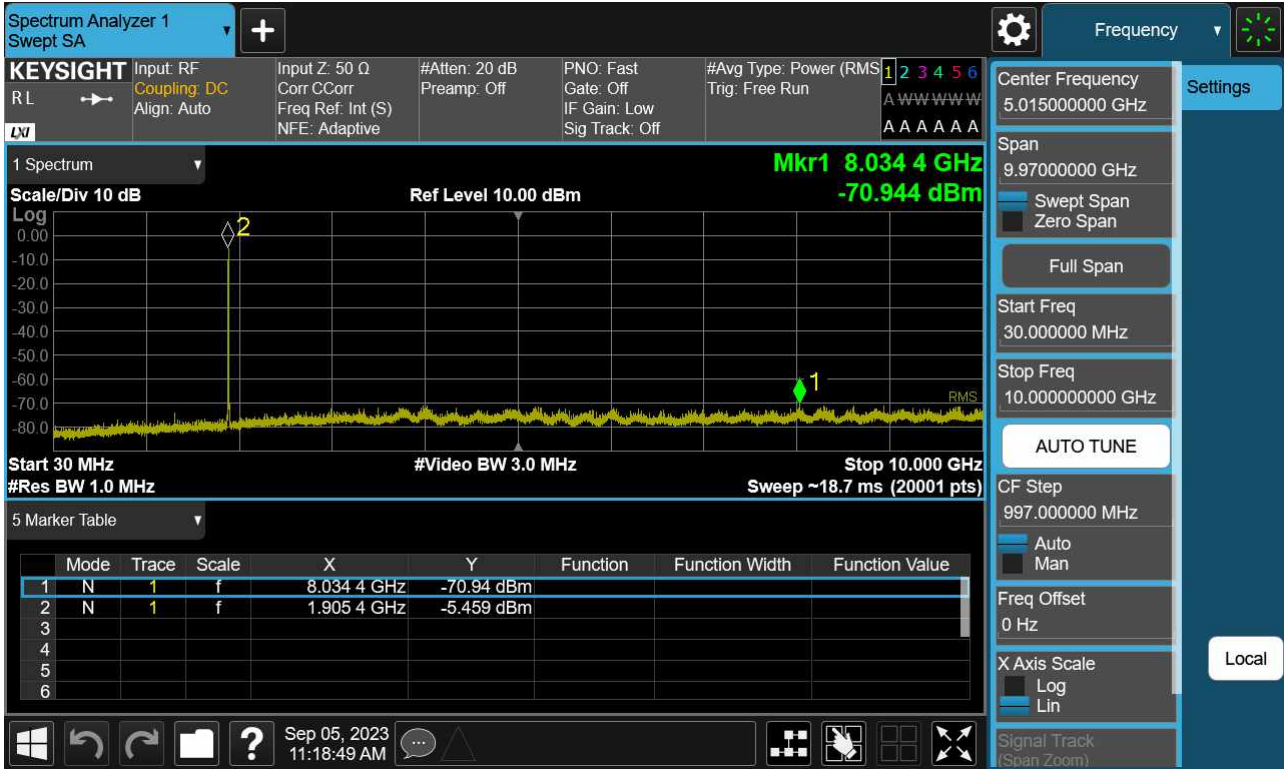 Spectrum Analyzer 1
Swept SA
+
Frequency
KEYSIGHT
R L
LXI
Input: RF
Coupling: DC
Align: Auto
Input Z: 50 Ω
Corr CCorr
Freq Ref: Int (S)
NFE: Adaptive
#Atten: 20 dB
Preamp: Off
PNO: Fast
Gate: Off
IF Gain: Low
Sig Track: Off
#Avg Type: Power (RMS
Trig: Free Run
1 2 3 4 5 6
A W W W W W
A A A A A A
1 Spectrum
Mkr1 8.034 4 GHz
-70.944 dBm
Scale/Div 10 dB
Ref Level 10.00 dBm
Log
0.00
-10.0
-20.0
-30.0
-40.0
-50.0
-60.0
-70.0
-80.0
2
1
RMS
Start 30 MHz
#Video BW 3.0 MHz
Stop 10.000 GHz
#Res BW 1.0 MHz
Sweep ~18.7 ms (20001 pts)
5 Marker Table
Mode Trace Scale X Y Function Function Width Function Value
1 N 1 f 8.034 4 GHz -70.94 dBm
2 N 1 f 1.905 4 GHz -5.459 dBm
3
4
5
6
Sep 05, 2023
11:18:49 AM
?
Center Frequency
5.015000000 GHz
Span
9.97000000 GHz
Swept Span
Zero Span
Full Span
Start Freq
30.000000 MHz
Stop Freq
10.000000000 GHz
AUTO TUNE
CF Step
997.000000 MHz
Auto
Man
Freq Offset
0 Hz
X Axis Scale
Log
Lin
Signal Track
(Span Zoom)
Settings
Local